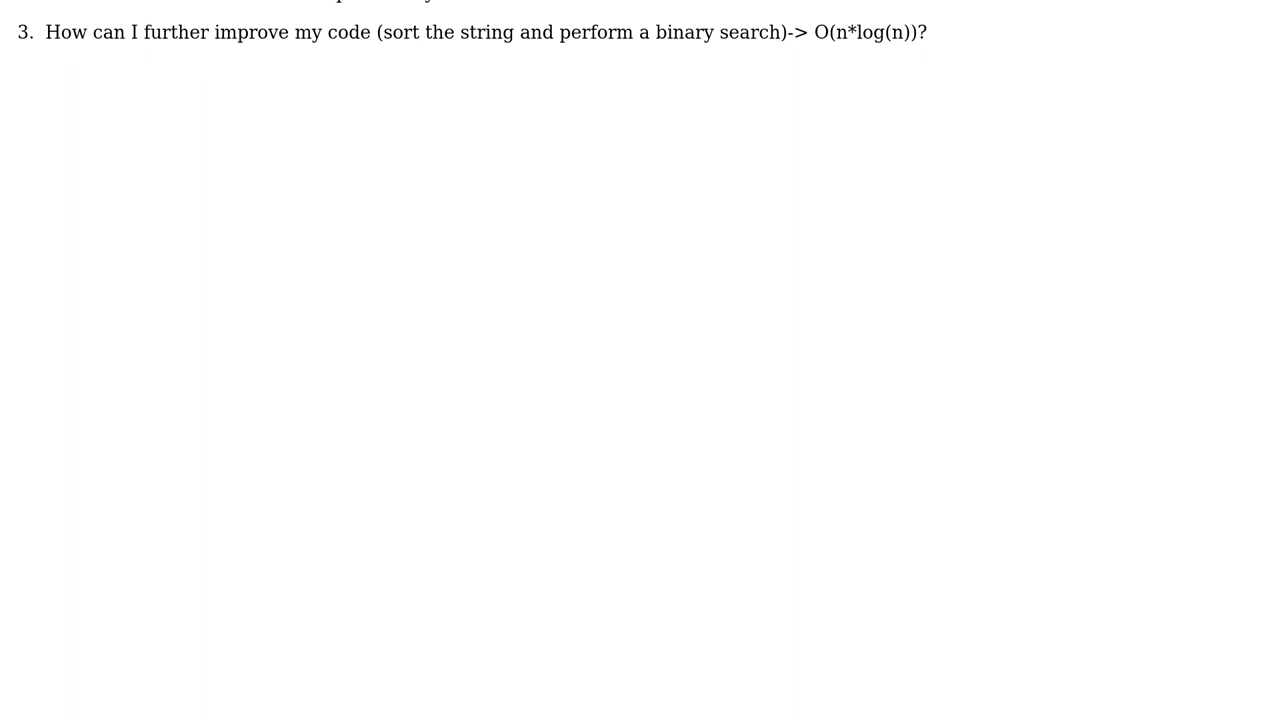 3. How can I further improve my code (sort the string and perform a binary search)-> O(n*log(n))?